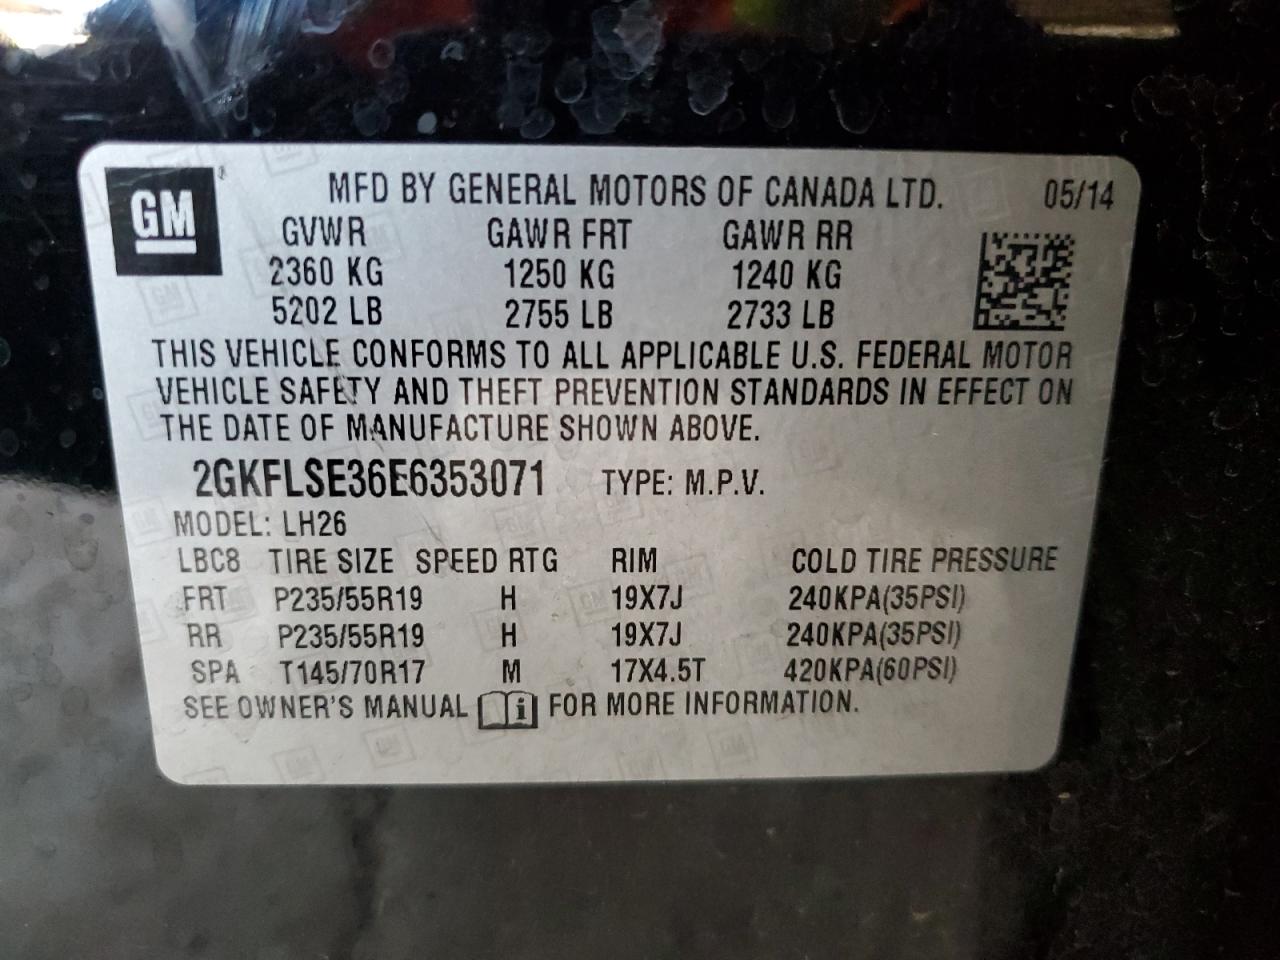 GM
MFD BY GENERAL MOTORS OF CANADA LTD. 05/14
GVWR GAWR FRT GAWR RR
2360 KG 1250 KG 1240 KG
5202 LB 2755 LB 2733 LB
THIS VEHICLE CONFORMS TO ALL APPLICABLE U.S. FEDERAL MOTOR
VEHICLE SAFETY AND THEFT PREVENTION STANDARDS IN EFFECT ON
THE DATE OF MANUFACTURE SHOWN ABOVE.
2GKFLSE36E6353071 TYPE: M.P.V.
MODEL: LH26
LBC8 TIRE SIZE SPEED RTG RIM COLD TIRE PRESSURE
FRT P235/55R19 H 19X7J 240KPA(35PSI)
RR P235/55R19 H 19X7J 240KPA(35PSI)
SPA T145/70R17 M 17X4.5T 420KPA(60PSI)
SEE OWNER'S MANUAL i FOR MORE INFORMATION.